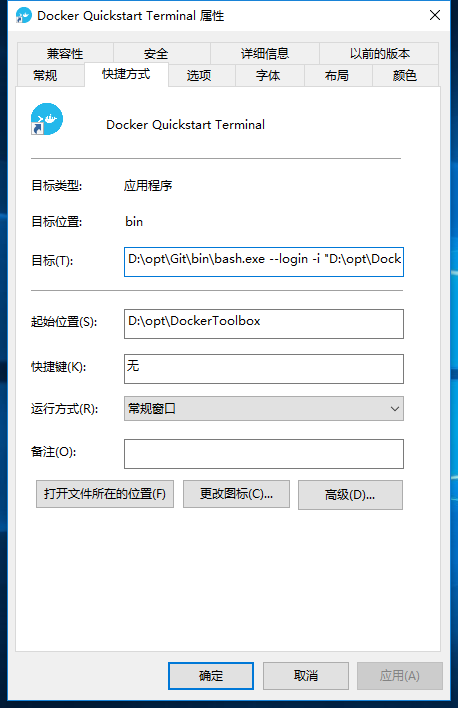 Docker Quickstart Terminal 属性
兼容性 安全 详细信息 以前的版本
常规 快捷方式 选项 字体 布局 颜色
Docker Quickstart Terminal
目标类型: 应用程序
目标位置: bin
目标(T): D:\opt\Git\bin\bash.exe --login -i "D:\opt\Dock
起始位置(S): D:\opt\DockerToolbox
快捷键(K): 无
运行方式(R): 常规窗口
备注(O):
打开文件所在的位置(F) 更改图标(C)... 高级(D)...
确定 取消 应用(A)